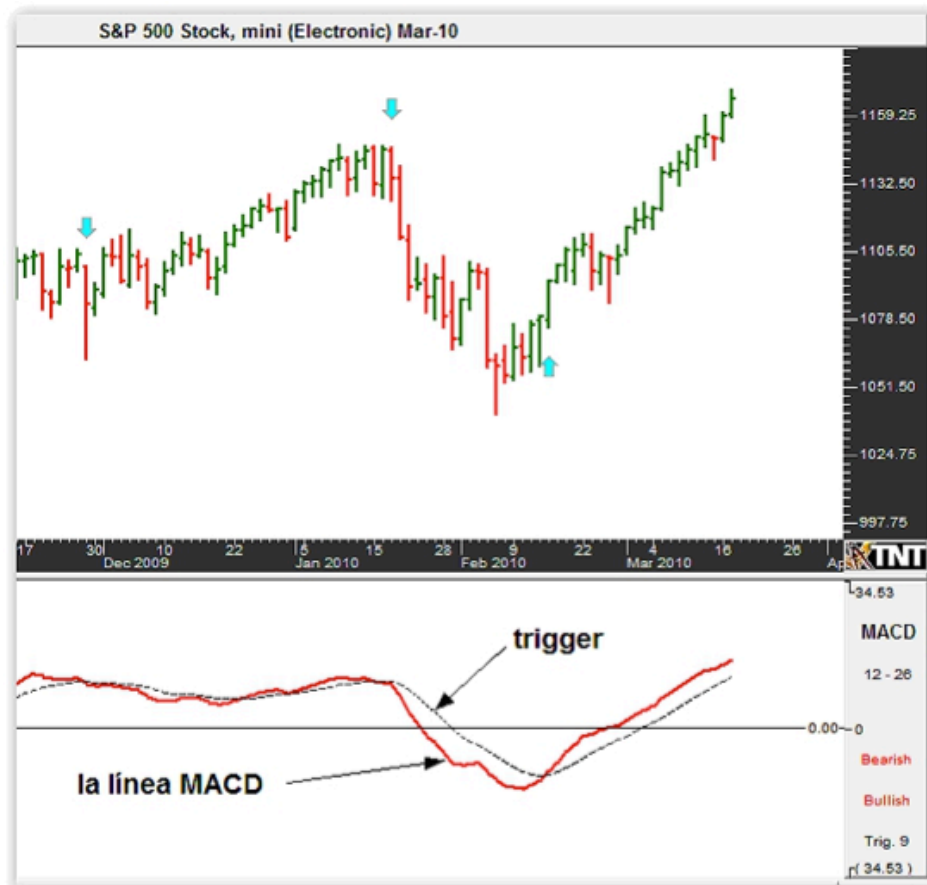 S&P 500 Stock, mini (Electronic) Mar-10
1159.25
1132.50
1105.50
1078.50
1051.50
1024.75
997.75
17 30 10 22 5 15 28 9 22 4 16 26
Dec 2009 Jan 2010 Feb 2010 Mar 2010 Ap
TNT
34.53
MACD
12 - 26
trigger
0.00 0
la línea MACD
Bearish
Bullish
Trig. 9
( 34.53 )